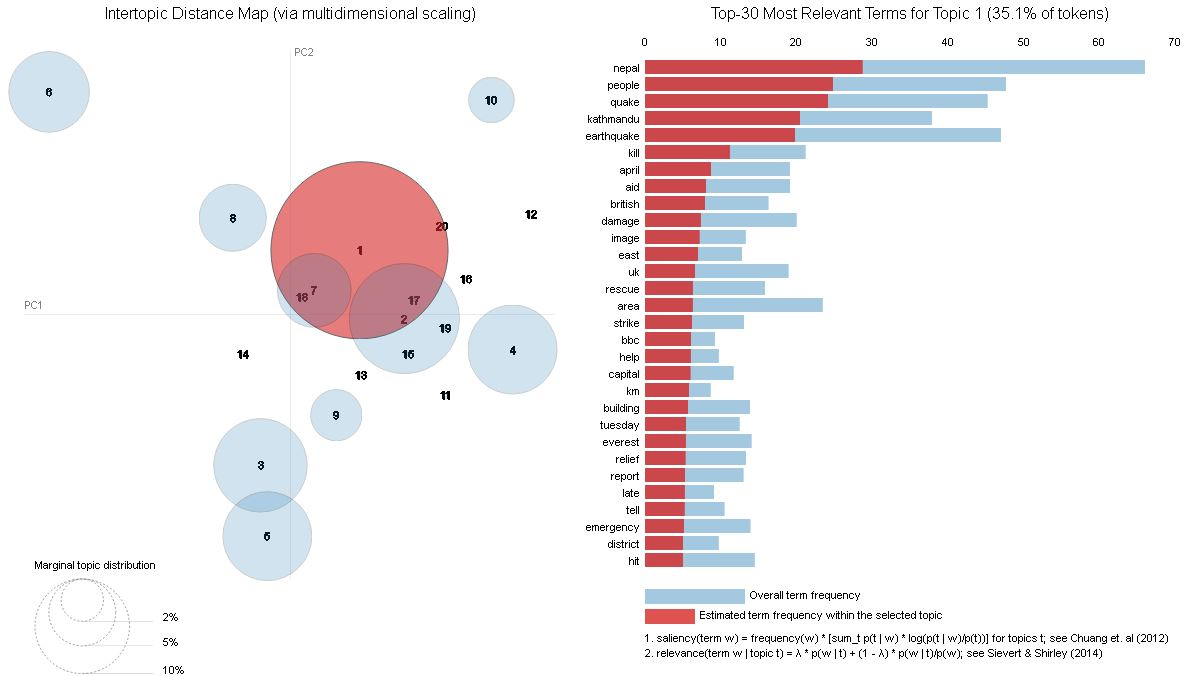 Intertopic Distance Map (via multidimensional scaling)
PC2
PC1
6
10
8
12
20
1
16
7
18
17
2
19
4
14
15
13
11
9
3
5
Marginal topic distribution
2%
5%
10%
Top-30 Most Relevant Terms for Topic 1 (35.1% of tokens)
0 10 20 30 40 50 60 70
nepal
people
quake
kathmandu
earthquake
kill
april
aid
british
damage
image
east
uk
rescue
area
strike
bbc
help
capital
km
building
tuesday
everest
relief
report
late
tell
emergency
district
hit
Overall term frequency
Estimated term frequency within the selected topic
1. saliency(term w) = frequency(w) * [sum_t p(t | w) * log(p(t | w)/p(t))] for topics t; see Chuang et. al (2012)
2. relevance(term w | topic t) = λ * p(w | t) + (1 - λ) * p(w | t)/p(w); see Sievert & Shirley (2014)